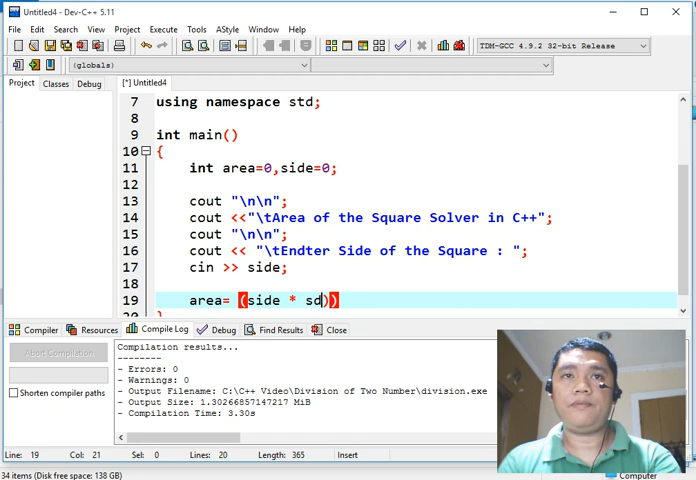 Untitled4 - Dev-C++ 5.11
File Edit Search View Project Execute Tools AStyle Window Help
TDM-GCC 4.9.2 32-bit Release
(globals)
Project Classes Debug [*] Untitled4
7 using namespace std;
8
9 int main()
10 {
11 int area=0,side=0;
12
13 cout "\n\n";
14 cout <<"\tArea of the Square Solver in C++";
15 cout "\n\n";
16 cout << "\tEndter Side of the Square : ";
17 cin >> side;
18
19 area= (side * sd))
20 }
Compiler Resources Compile Log Debug Find Results Close
Abort Compilation
Shorten compiler paths
Compilation results...
--------
- Errors: 0
- Warnings: 0
- Output Filename: C:\C++ Video\Division of Two Number\division.exe
- Output Size: 1.30266857147217 MiB
- Compilation Time: 3.30s
Line: 19 Col: 21 Sel: 0 Lines: 20 Length: 365 Insert
34 items (Disk free space: 138 GB)
Computer